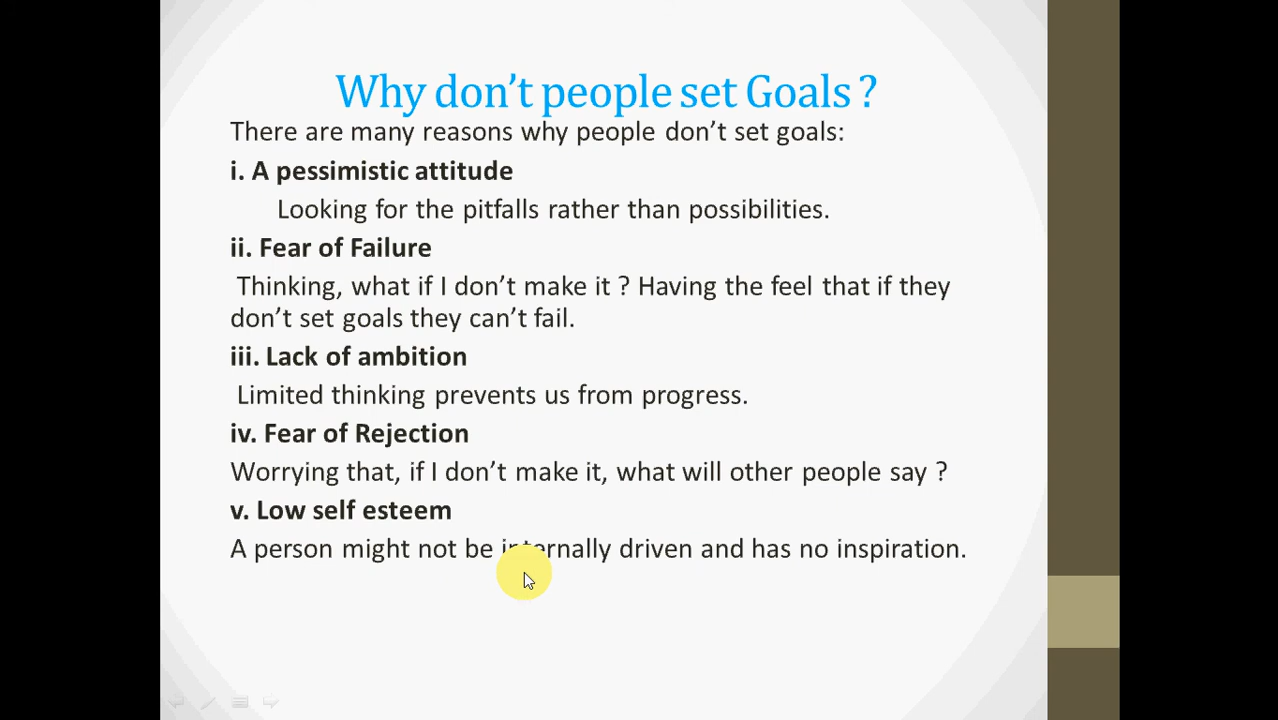 Why don't people set Goals ?
There are many reasons why people don't set goals:
i. A pessimistic attitude
Looking for the pitfalls rather than possibilities.
ii. Fear of Failure
Thinking, what if I don't make it ? Having the feel that if they
don't set goals they can't fail.
iii. Lack of ambition
Limited thinking prevents us from progress.
iv. Fear of Rejection
Worrying that, if I don't make it, what will other people say ?
v. Low self esteem
A person might not be internally driven and has no inspiration.